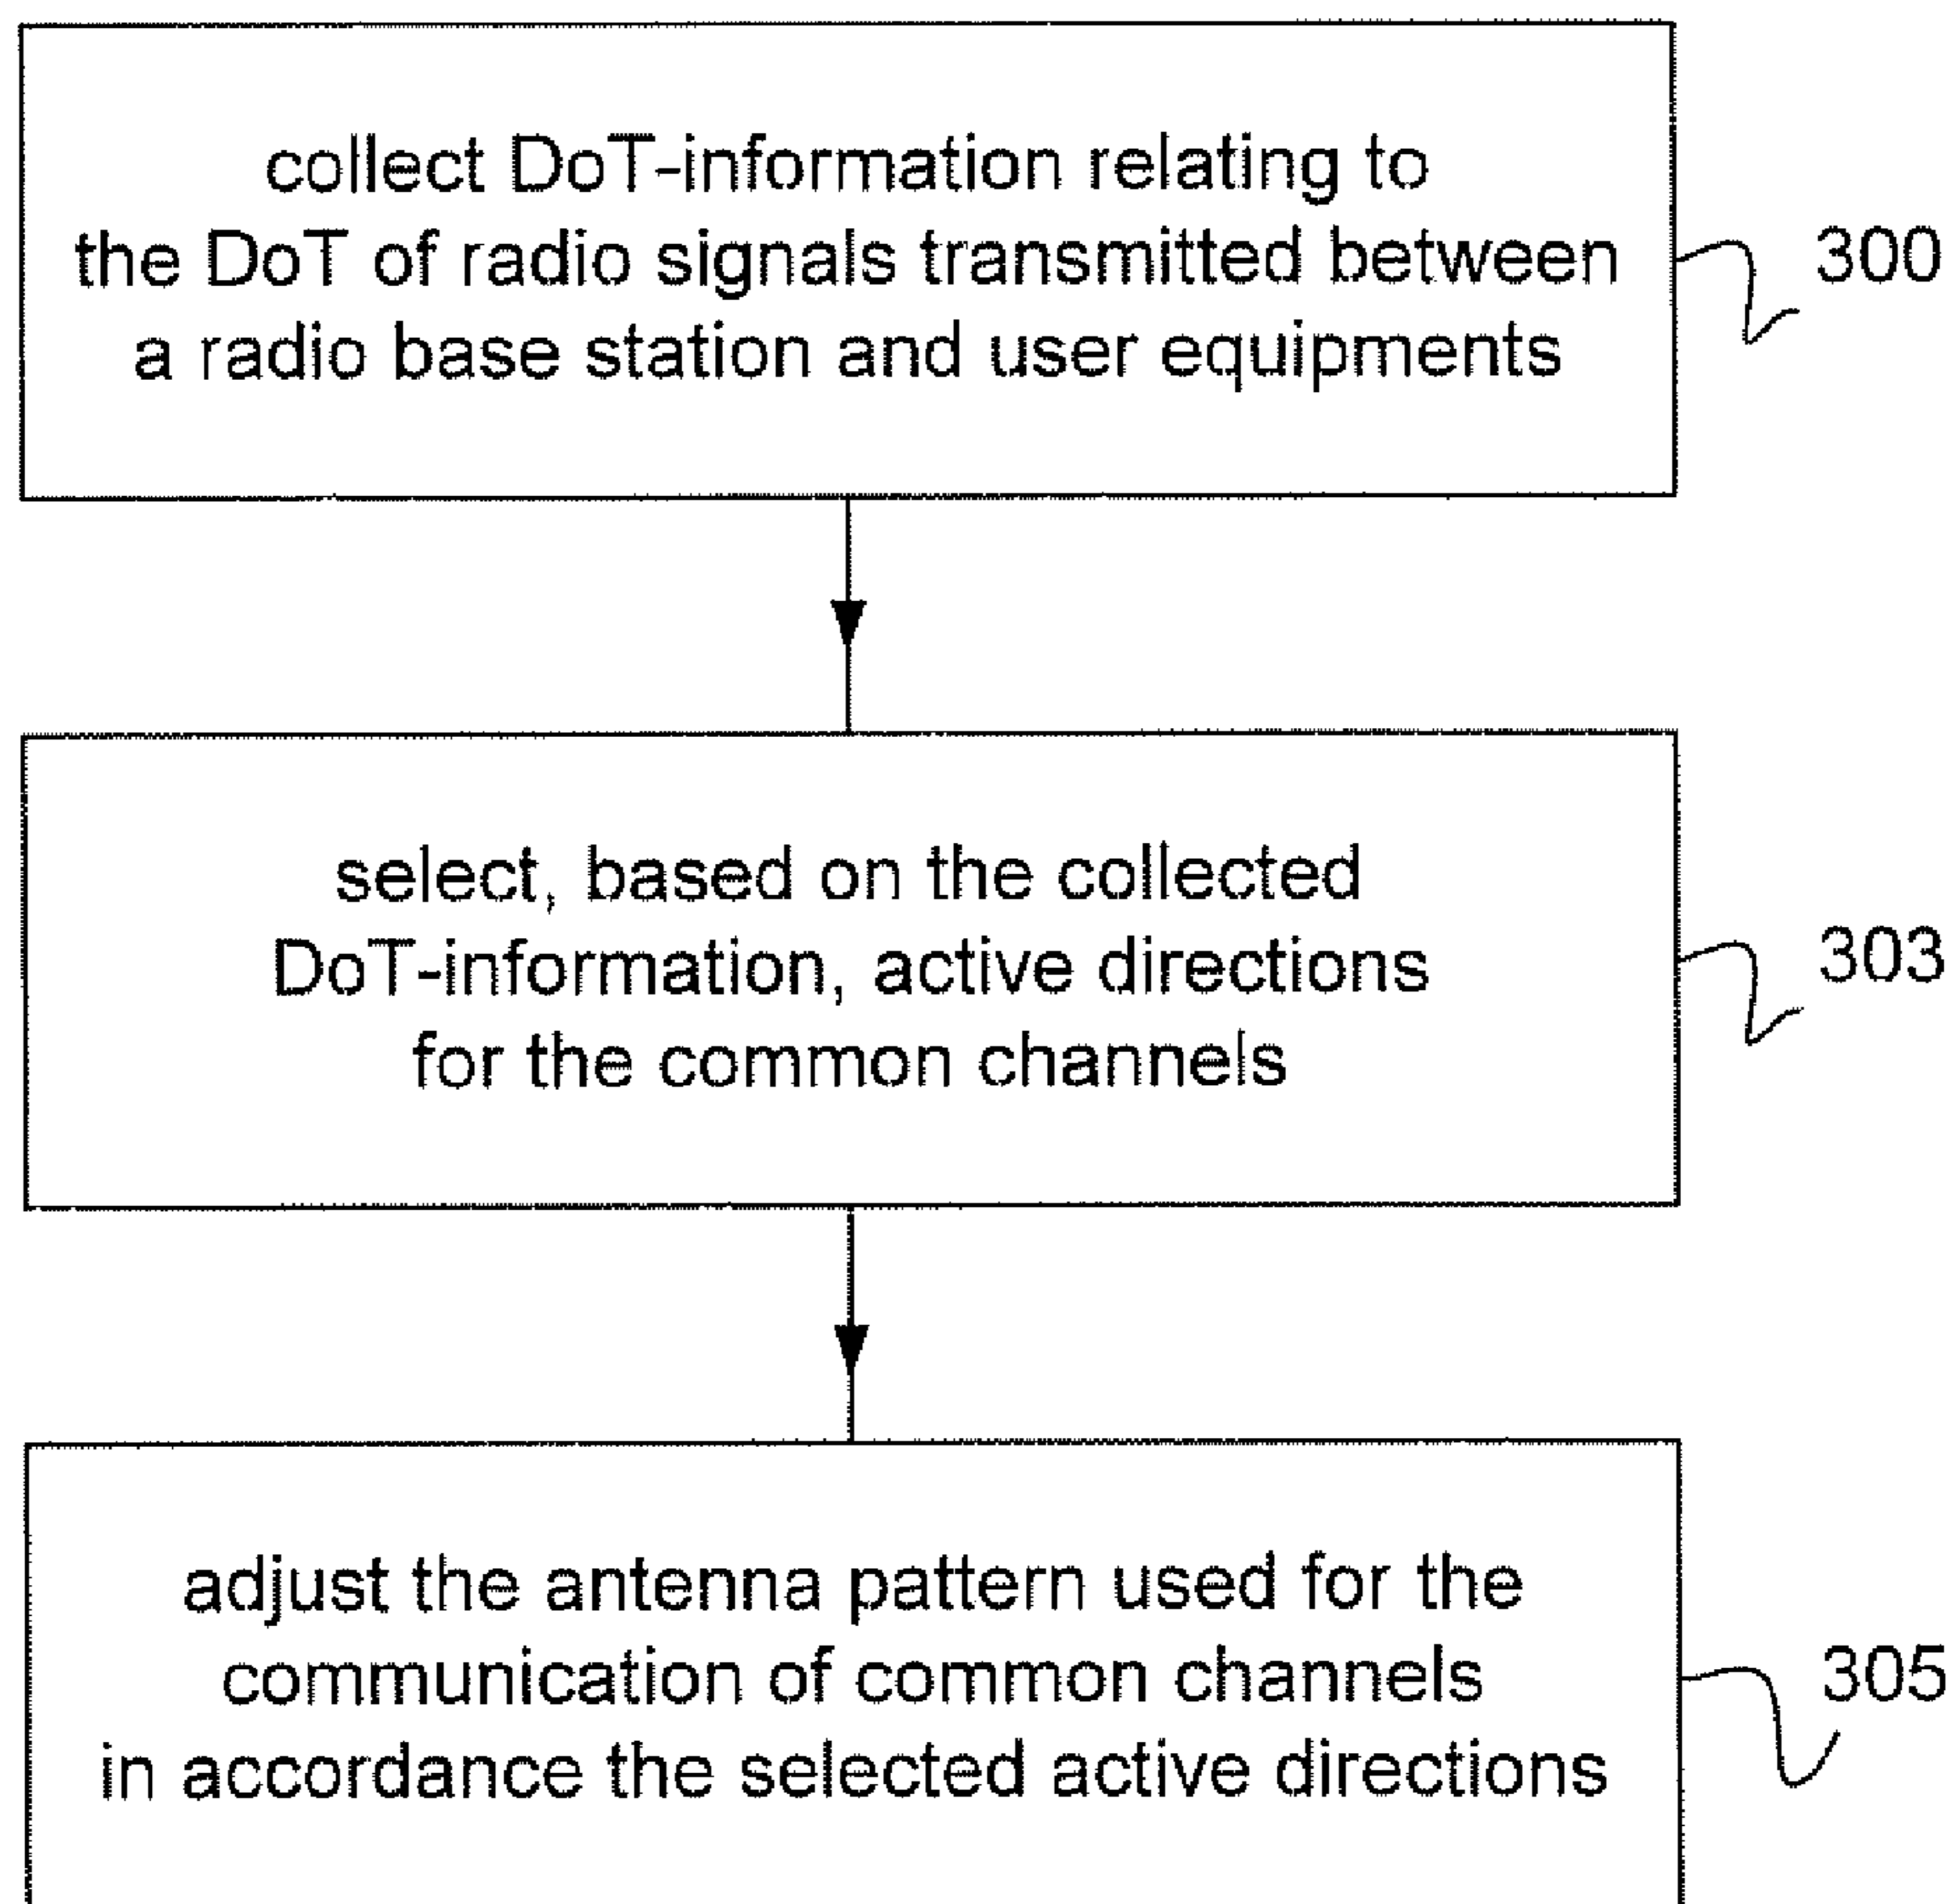 collect DoT-information relating to
the DoT of radio signals transmitted between
a radio base station and user equipments
300
select, based on the collected
DoT-information, active directions
for the common channels
303
adjust the antenna pattern used for the
communication of common channels
in accordance the selected active directions
305